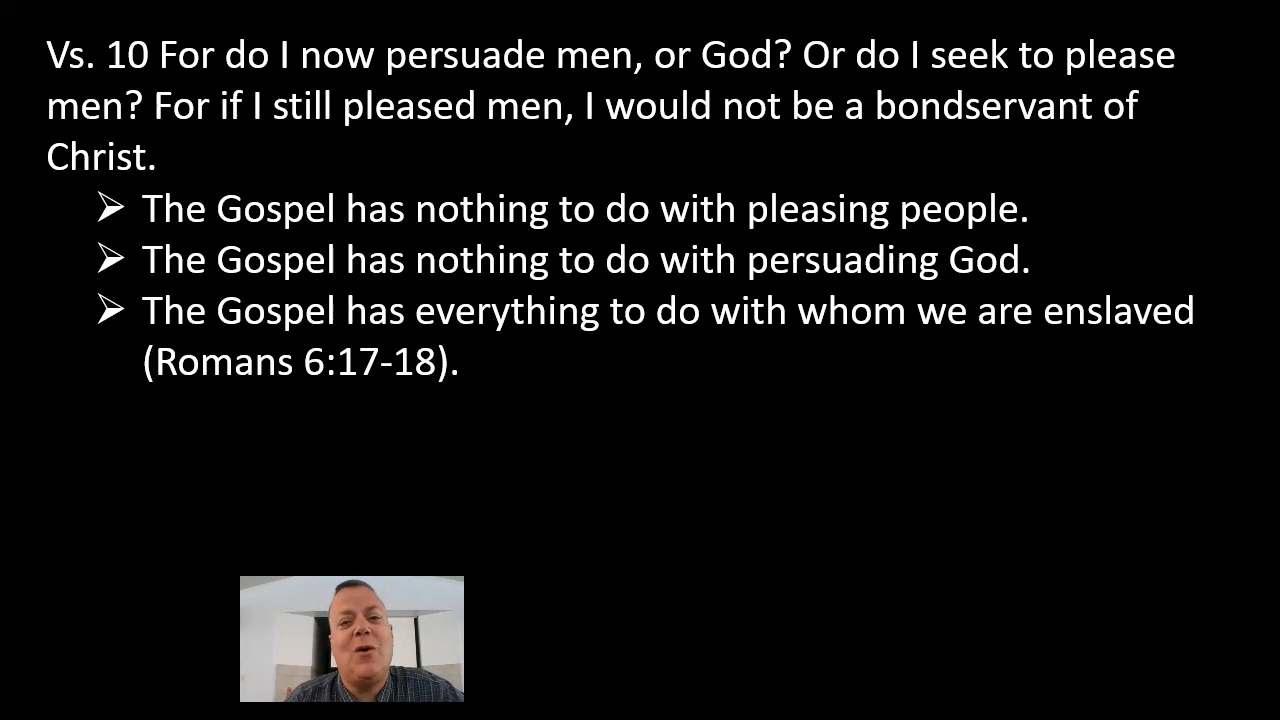 Vs. 10 For do I now persuade men, or God? Or do I seek to please
men? For if I still pleased men, I would not be a bondservant of
Christ.
➢ The Gospel has nothing to do with pleasing people.
➢ The Gospel has nothing to do with persuading God.
➢ The Gospel has everything to do with whom we are enslaved
(Romans 6:17-18).